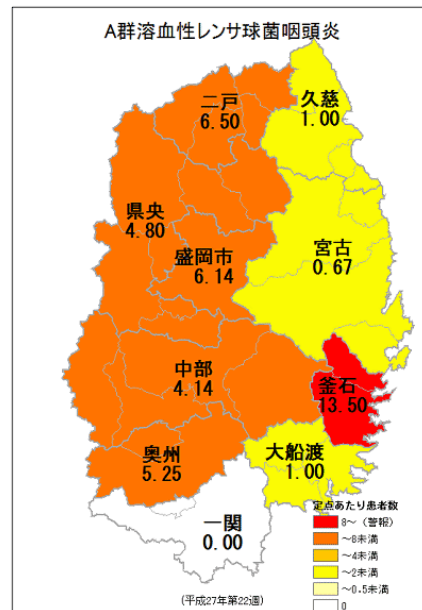 A群溶血性レンサ球菌咽頭炎
二戸
6.50
久慈
1.00
県央
4.80
盛岡市
6.14
宮古
0.67
中部
4.14
釜石
13.50
奥州
5.25
大船渡
1.00
一関
0.00
定点あたり患者数
8～（警報）
～8未満
～4未満
～2未満
～0.5未満
0
(平成27年第22週)